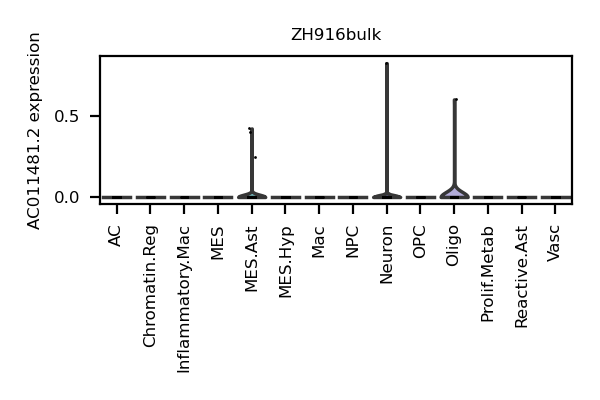 ZH916bulk
AC011481.2 expression
0.5
0.0
AC
Chromatin.Reg
Inflammatory.Mac
MES
MES.Ast
MES.Hyp
Mac
NPC
Neuron
OPC
Oligo
Prolif.Metab
Reactive.Ast
Vasc